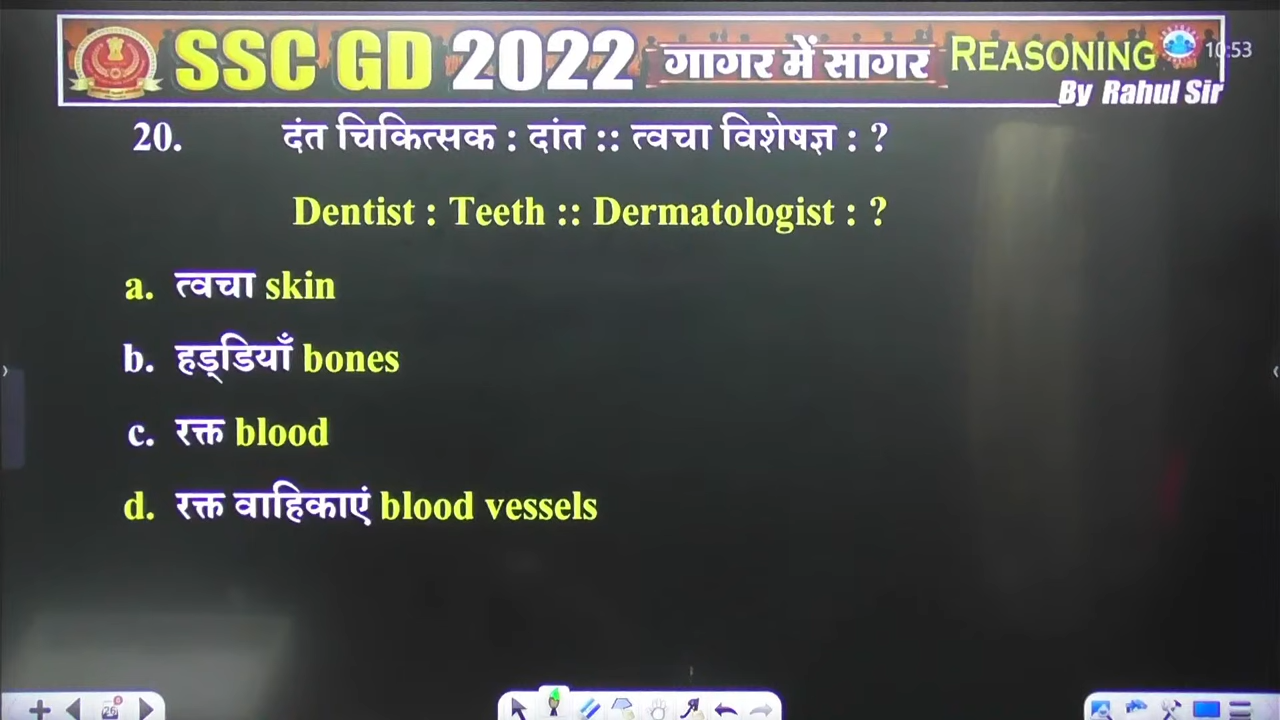 SSC GD 2022 गागर में सागर REASONING 10:53
By Rahul Sir
20. दंत चिकित्सक : दांत :: त्वचा विशेषज्ञ : ?
Dentist : Teeth :: Dermatologist : ?
a. त्वचा skin
b. हड्डियाँ bones
c. रक्त blood
d. रक्त वाहिकाएं blood vessels